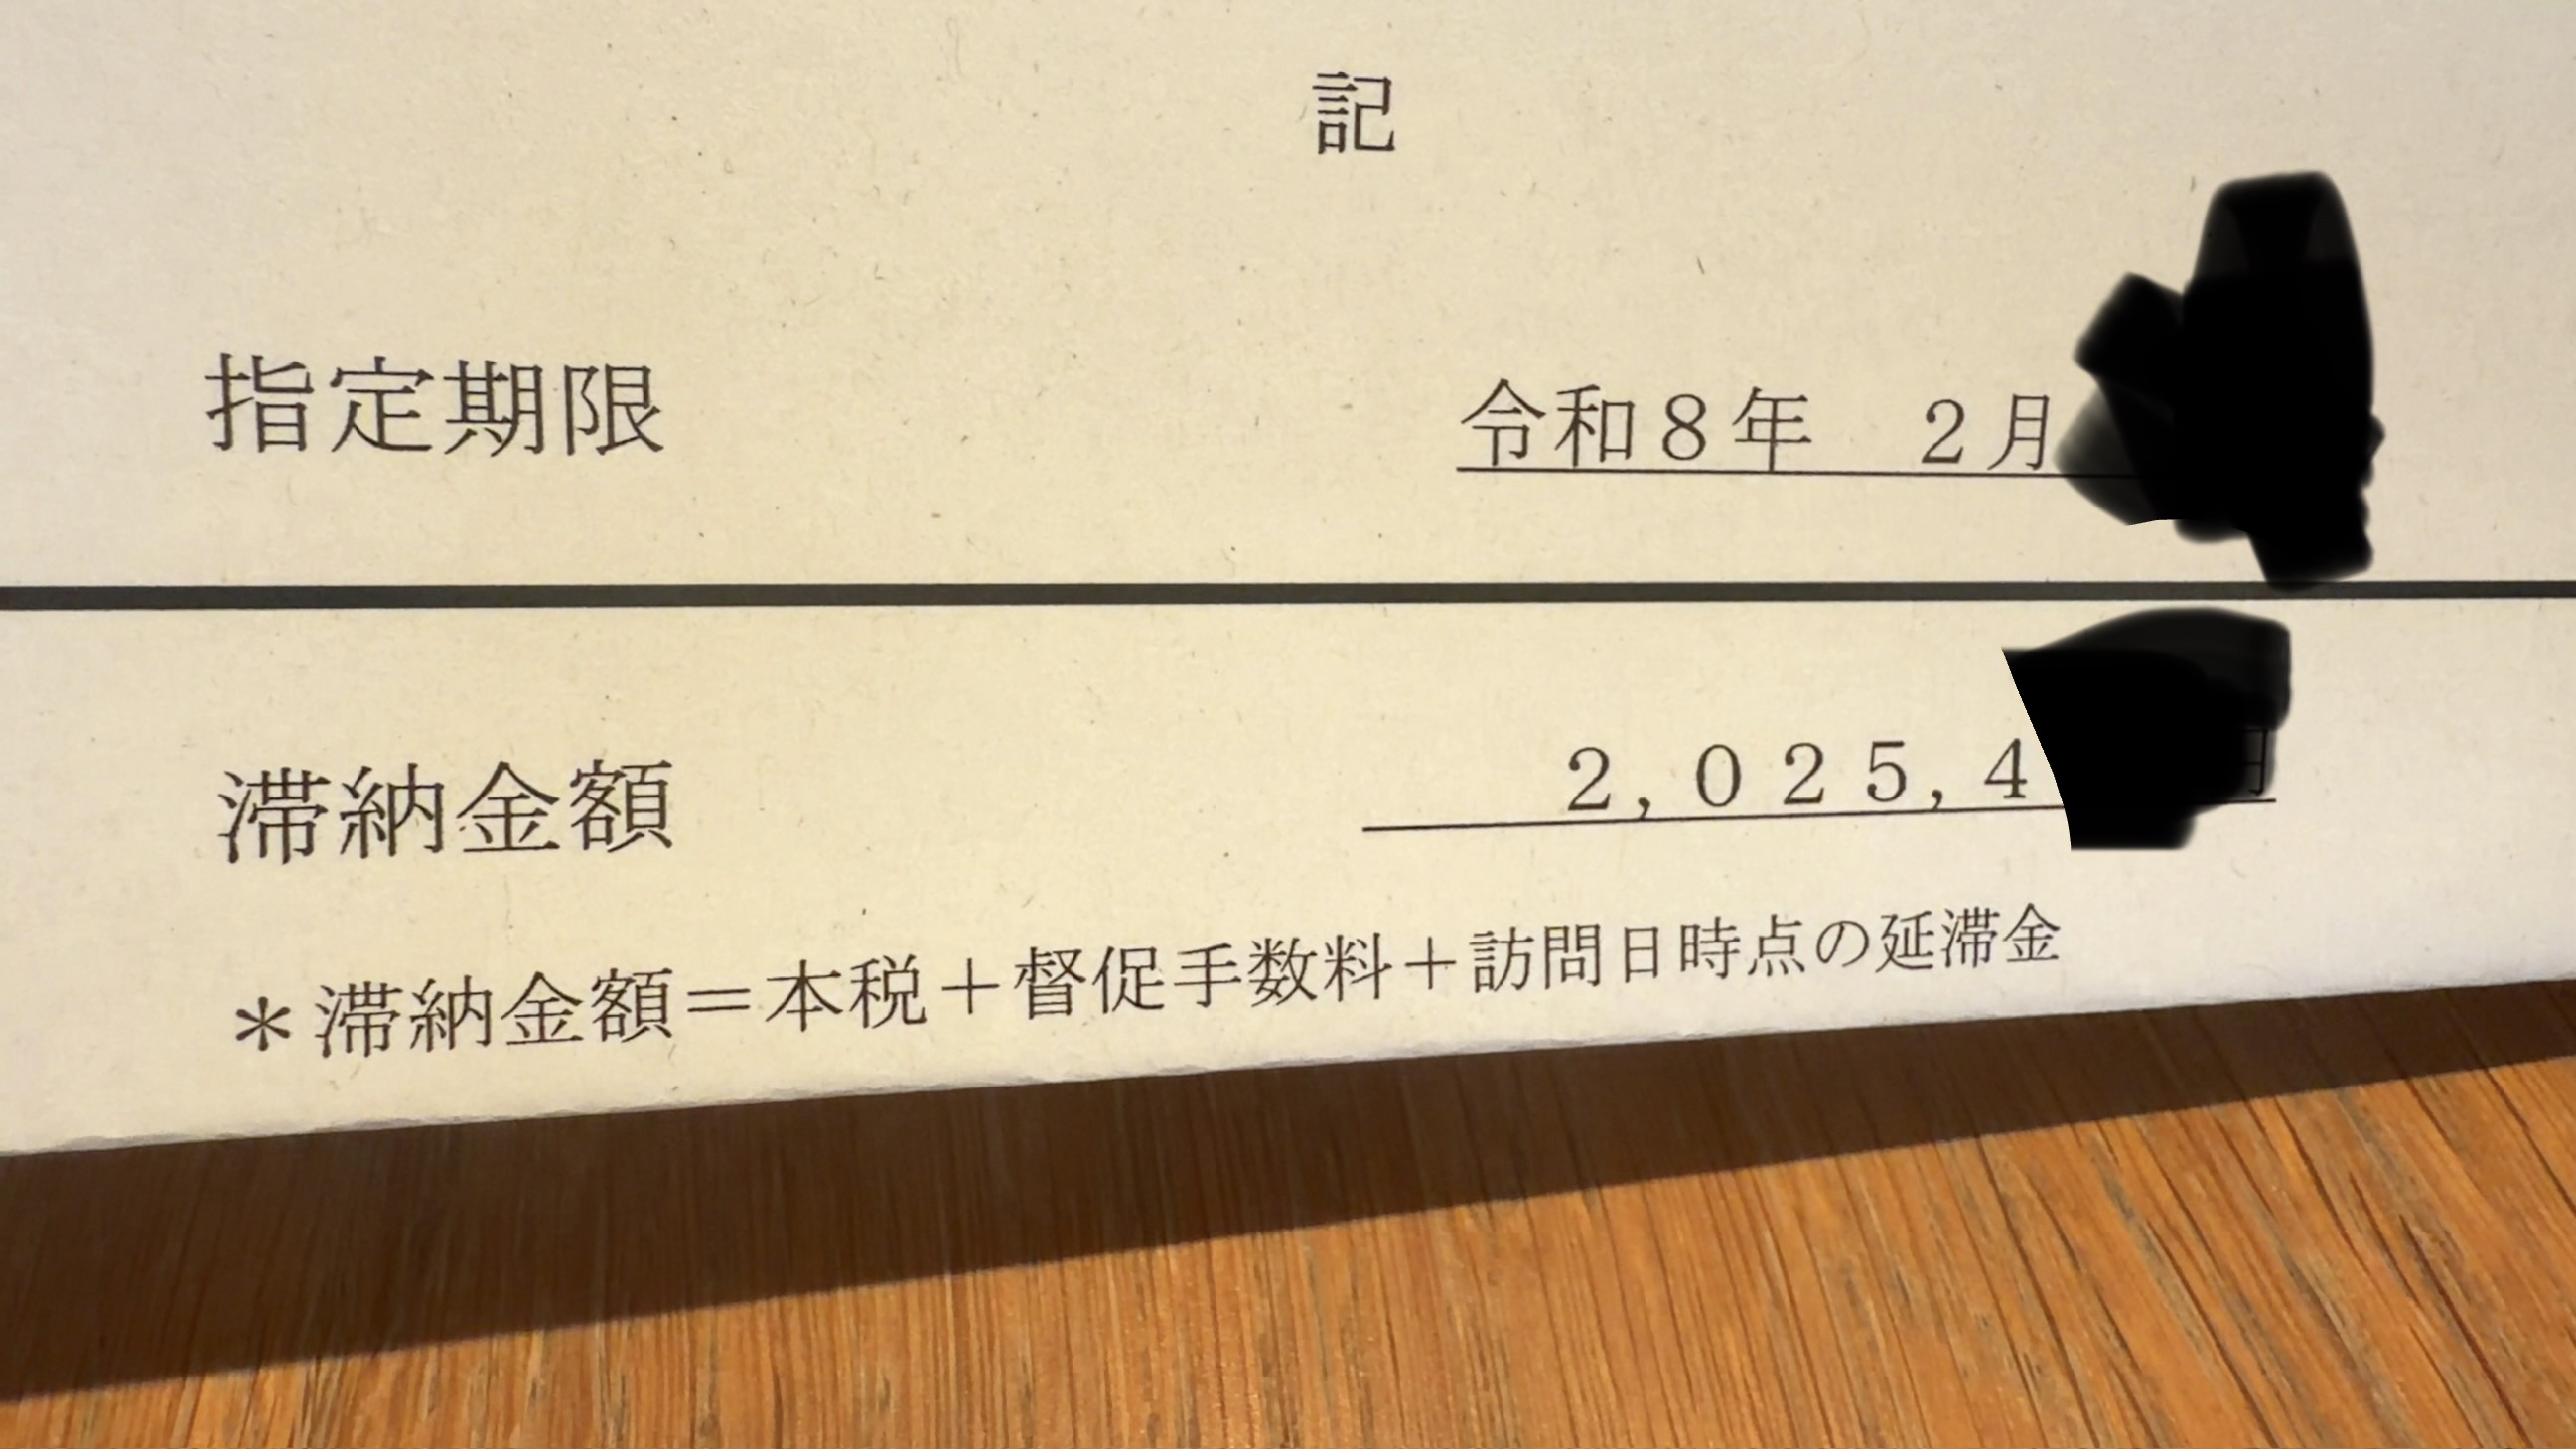 記
指定期限 令和8年 2月
滞納金額 2,025,4
＊滞納金額＝本税＋督促手数料＋訪問日時点の延滞金